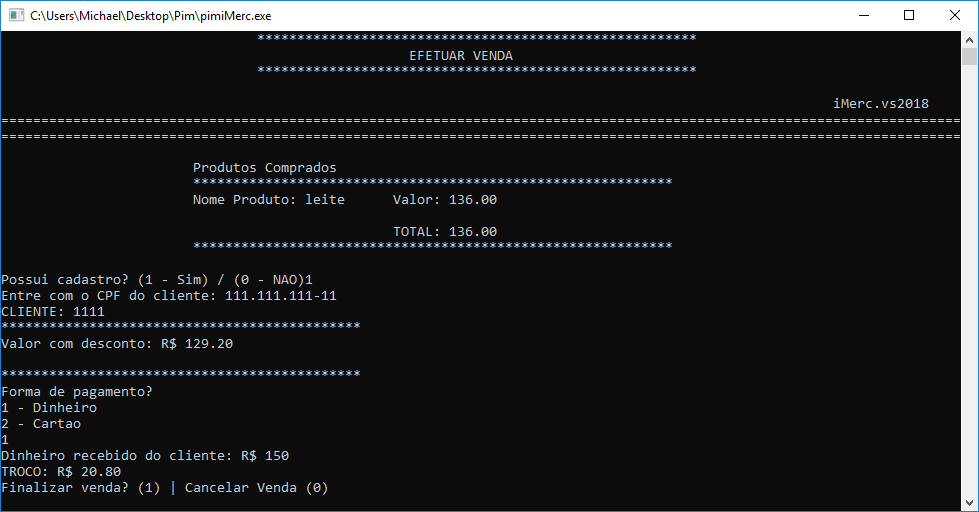 C:\Users\Michael\Desktop\Pim\pimiMerc.exe
*******************************************************
EFETUAR VENDA
*******************************************************
iMerc.vs2018
========================================================================================================================
========================================================================================================================
Produtos Comprados
************************************************************
Nome Produto: leite      Valor: 136.00
TOTAL: 136.00
************************************************************
Possui cadastro? (1 - Sim) / (0 - NAO)1
Entre com o CPF do cliente: 111.111.111-11
CLIENTE: 1111
*********************************************
Valor com desconto: R$ 129.20
*********************************************
Forma de pagamento?
1 - Dinheiro
2 - Cartao
1
Dinheiro recebido do cliente: R$ 150
TROCO: R$ 20.80
Finalizar venda? (1) | Cancelar Venda (0)